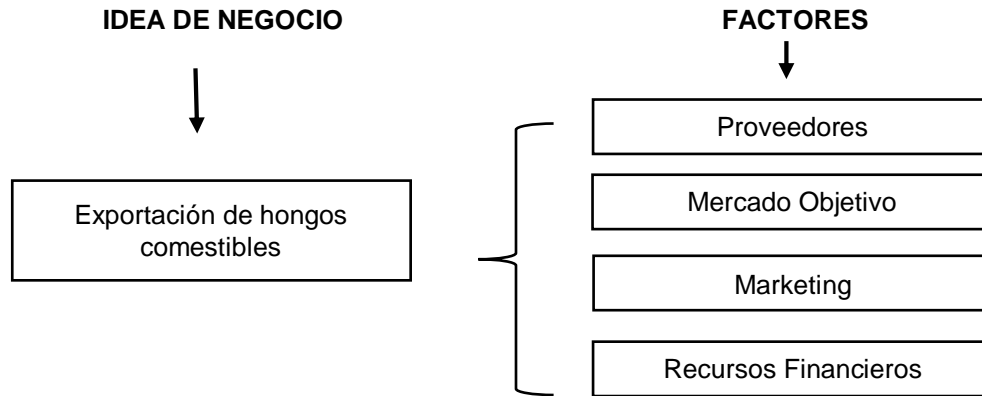 IDEA DE NEGOCIO
Exportación de hongos
comestibles
FACTORES
Proveedores
Mercado Objetivo
Marketing
Recursos Financieros